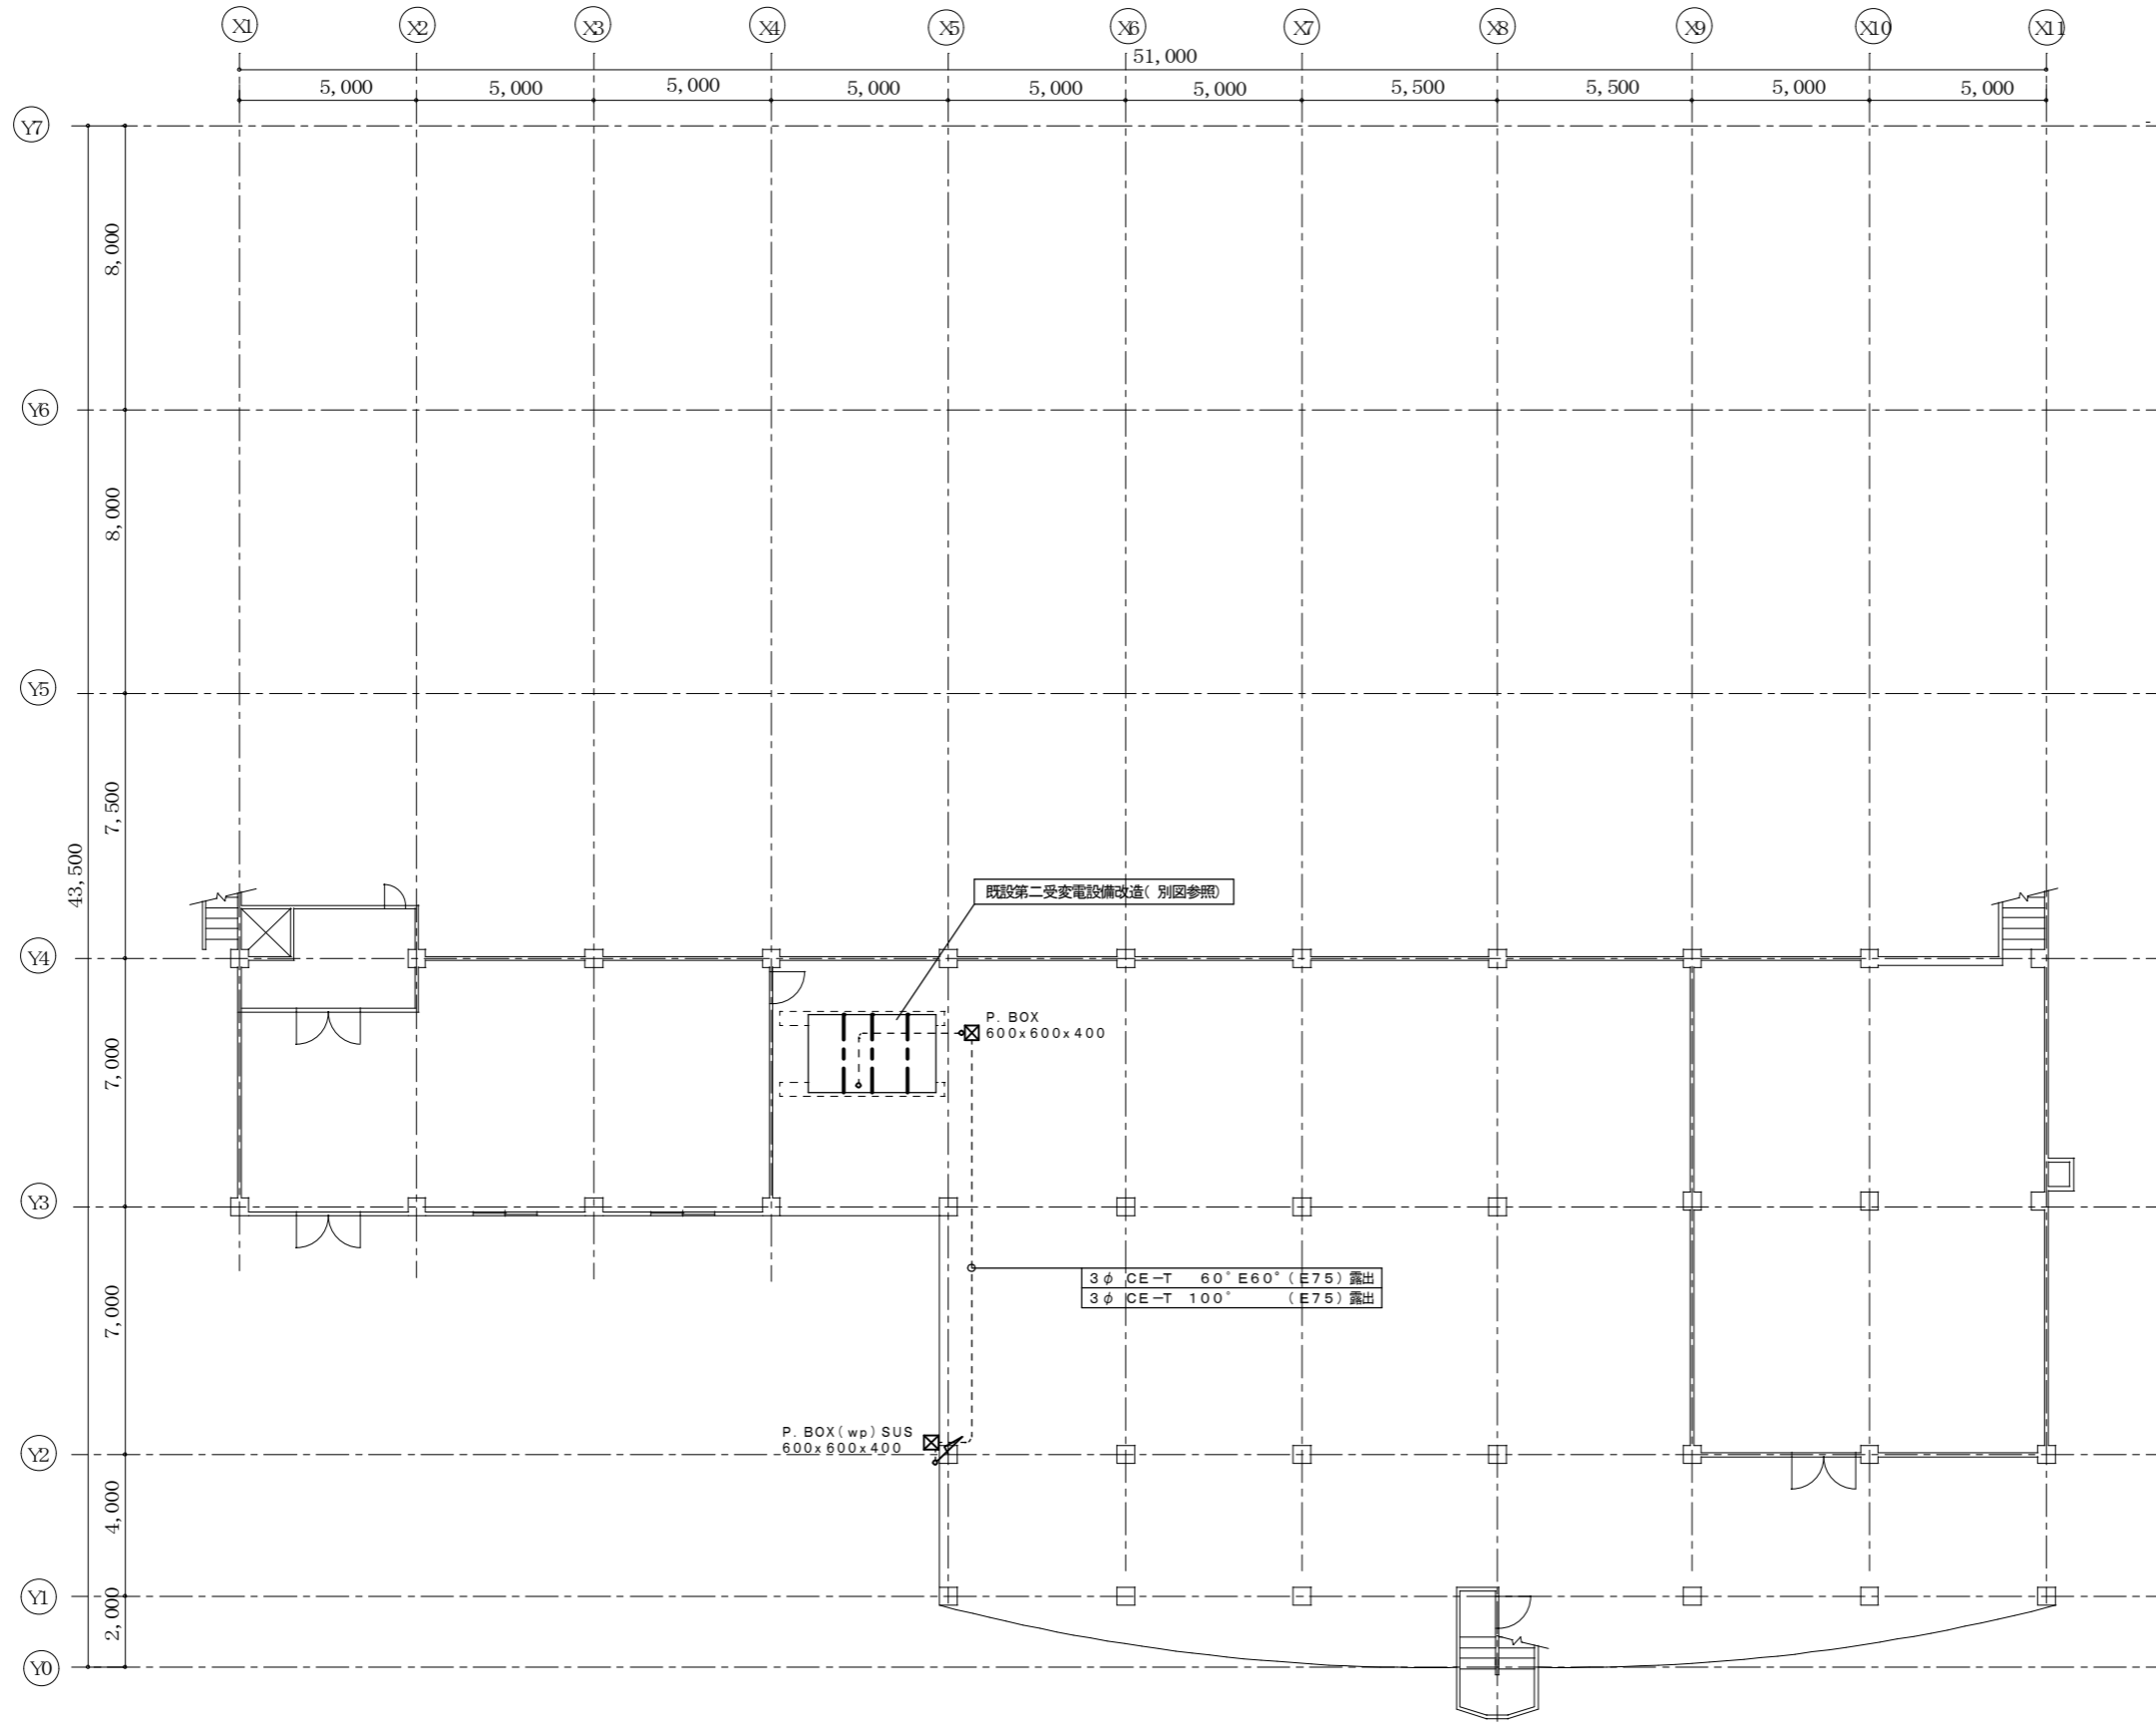 X1 X2 X3 X4 X5 X6 X7 X8 X9 X10 X11
51,000
5,000 5,000 5,000 5,000 5,000 5,000 5,500 5,500 5,000 5,000
Y7
8,000
Y6
8,000
Y5
7,500
43,500
既設第二受変電設備改造( 別図参照)
Y4
P. BOX
600x600x400
7,000
Y3
3φ CE−T 60° E60° (E75) 露出
3φ CE−T 100° (E75) 露出
7,000
P. BOX(wp) SUS
600x600x400
Y2
4,000
Y1
2,000
Y0